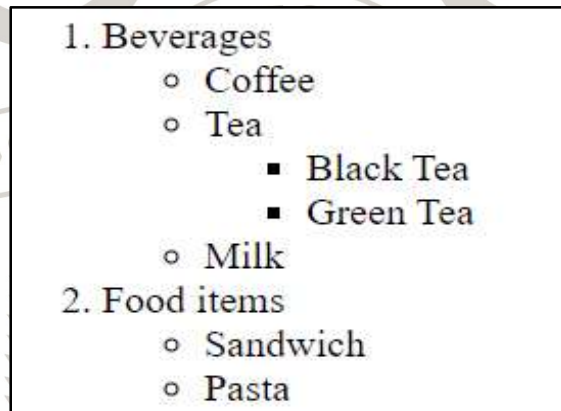 1. Beverages
○ Coffee
○ Tea
■ Black Tea
■ Green Tea
○ Milk
2. Food items
○ Sandwich
○ Pasta